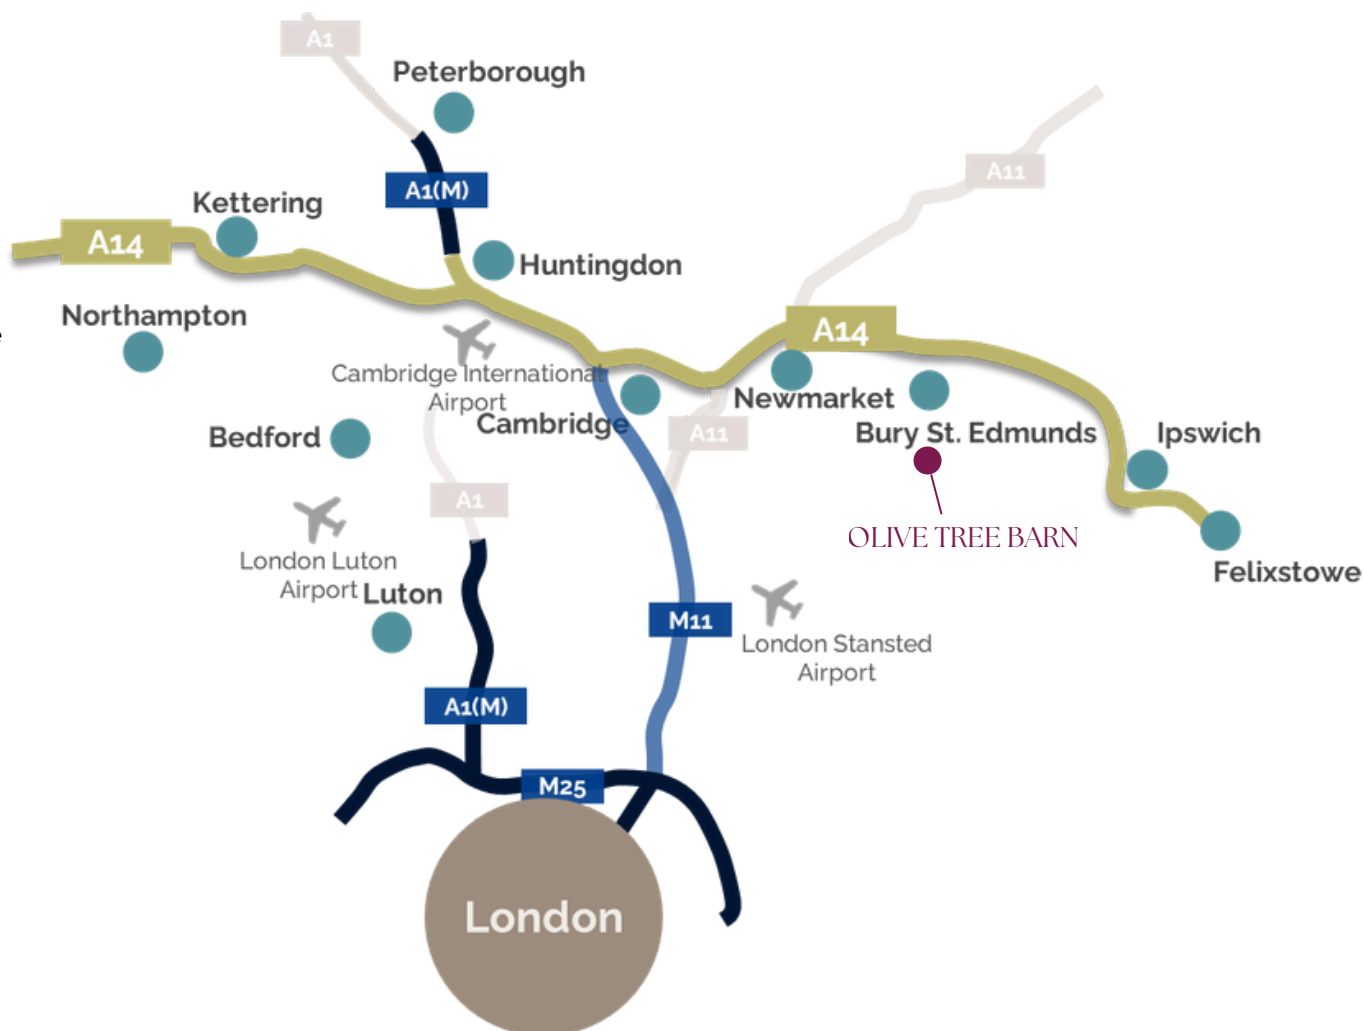 A1
Peterborough
A11
A1(M)
Kettering
A14
Huntingdon
Northampton
A14
Cambridge International
Airport
Newmarket
Cambridge
A11
Bury St. Edmunds
Ipswich
Bedford
A1
OLIVE TREE BARN
London Luton
Airport
Felixstowe
Luton
M11
London Stansted
Airport
A1(M)
M25
London